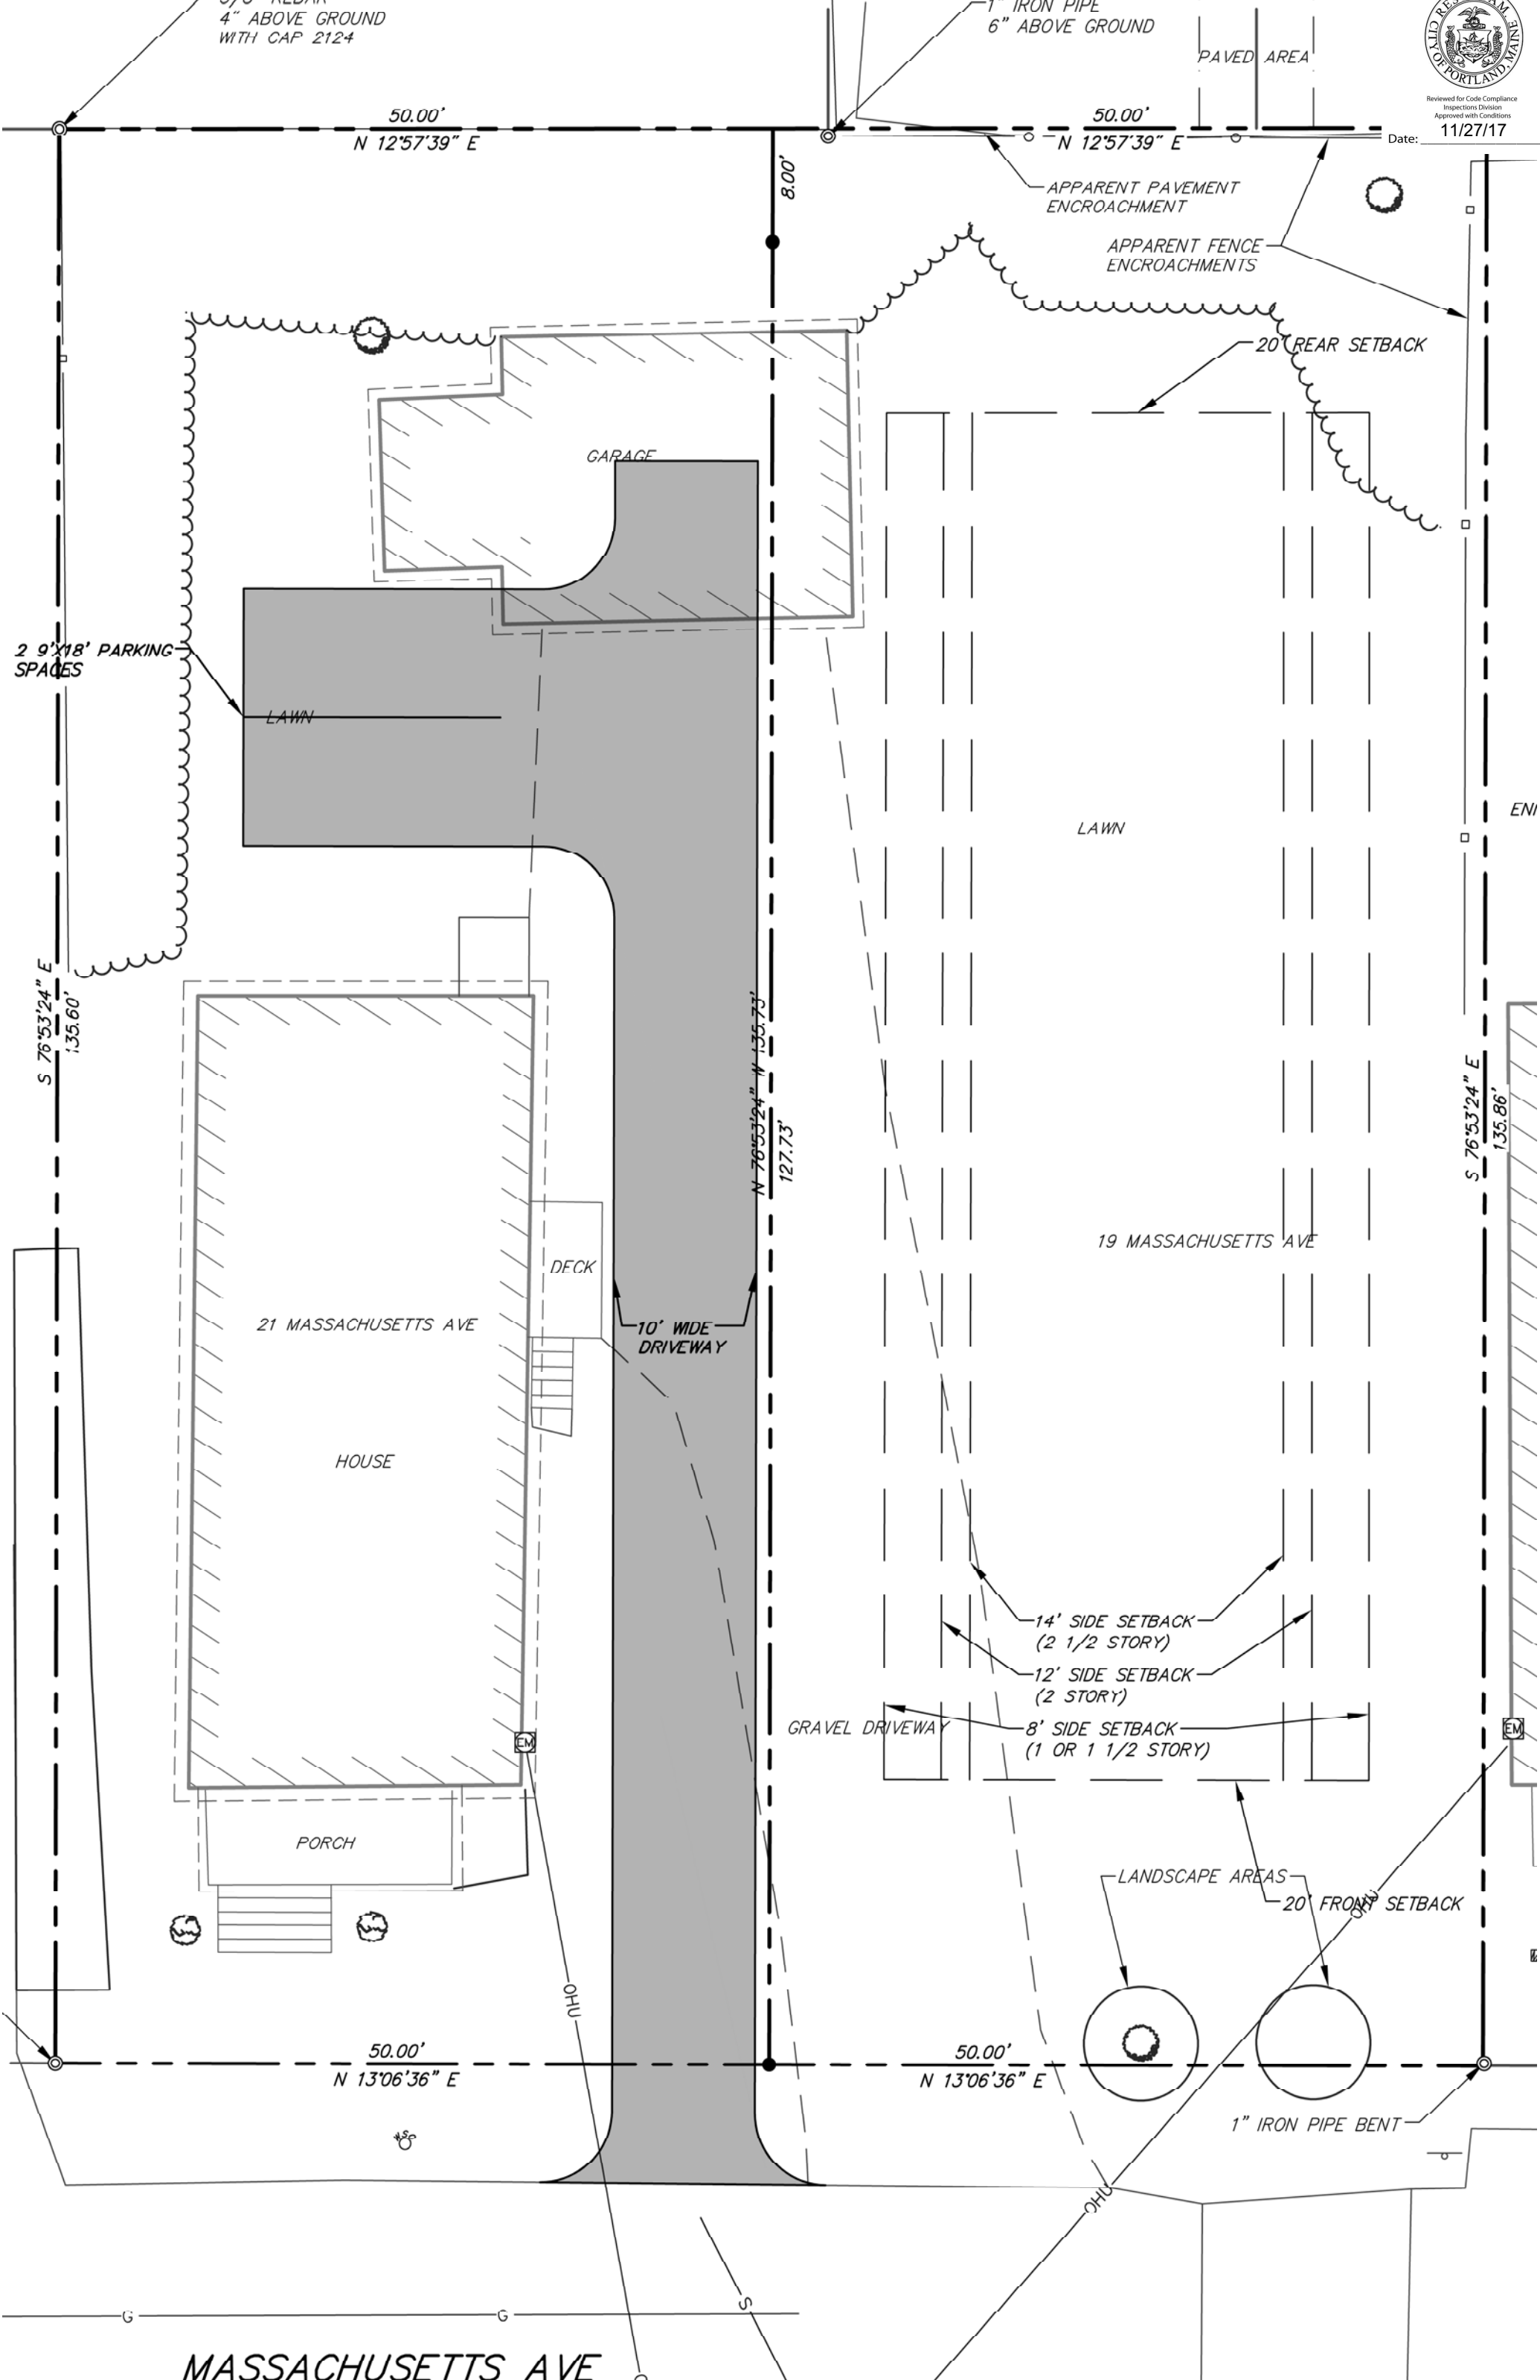 4" ABOVE GROUND
WITH CAP 2124
1" IRON PIPE
6" ABOVE GROUND
PAVED AREA
CITY OF PORTLAND, MAINE
Reviewed for Code Compliance
Inspections Division
Approved with Conditions
Date: 11/27/17
50.00'
N 12°57'39" E
50.00'
N 12°57'39" E
8.00'
APPARENT PAVEMENT
ENCROACHMENT
APPARENT FENCE
ENCROACHMENTS
20' REAR SETBACK
GARAGE
2 9'X18' PARKING
SPACES
LAWN
LAWN
S 76°53'24" E
135.60'
N 76°53'24" W 135.73'
127.73'
S 76°53'24" E
135.86'
19 MASSACHUSETTS AVE
DECK
21 MASSACHUSETTS AVE
10' WIDE
DRIVEWAY
HOUSE
14' SIDE SETBACK
(2 1/2 STORY)
12' SIDE SETBACK
(2 STORY)
GRAVEL DRIVEWAY
8' SIDE SETBACK
(1 OR 1 1/2 STORY)
EM
EM
PORCH
LANDSCAPE AREAS
20' FRONT SETBACK
OHU
OHU
50.00'
N 13°06'36" E
50.00'
N 13°06'36" E
1" IRON PIPE BENT
WSO
OHU
S
G
G
MASSACHUSETTS AVE